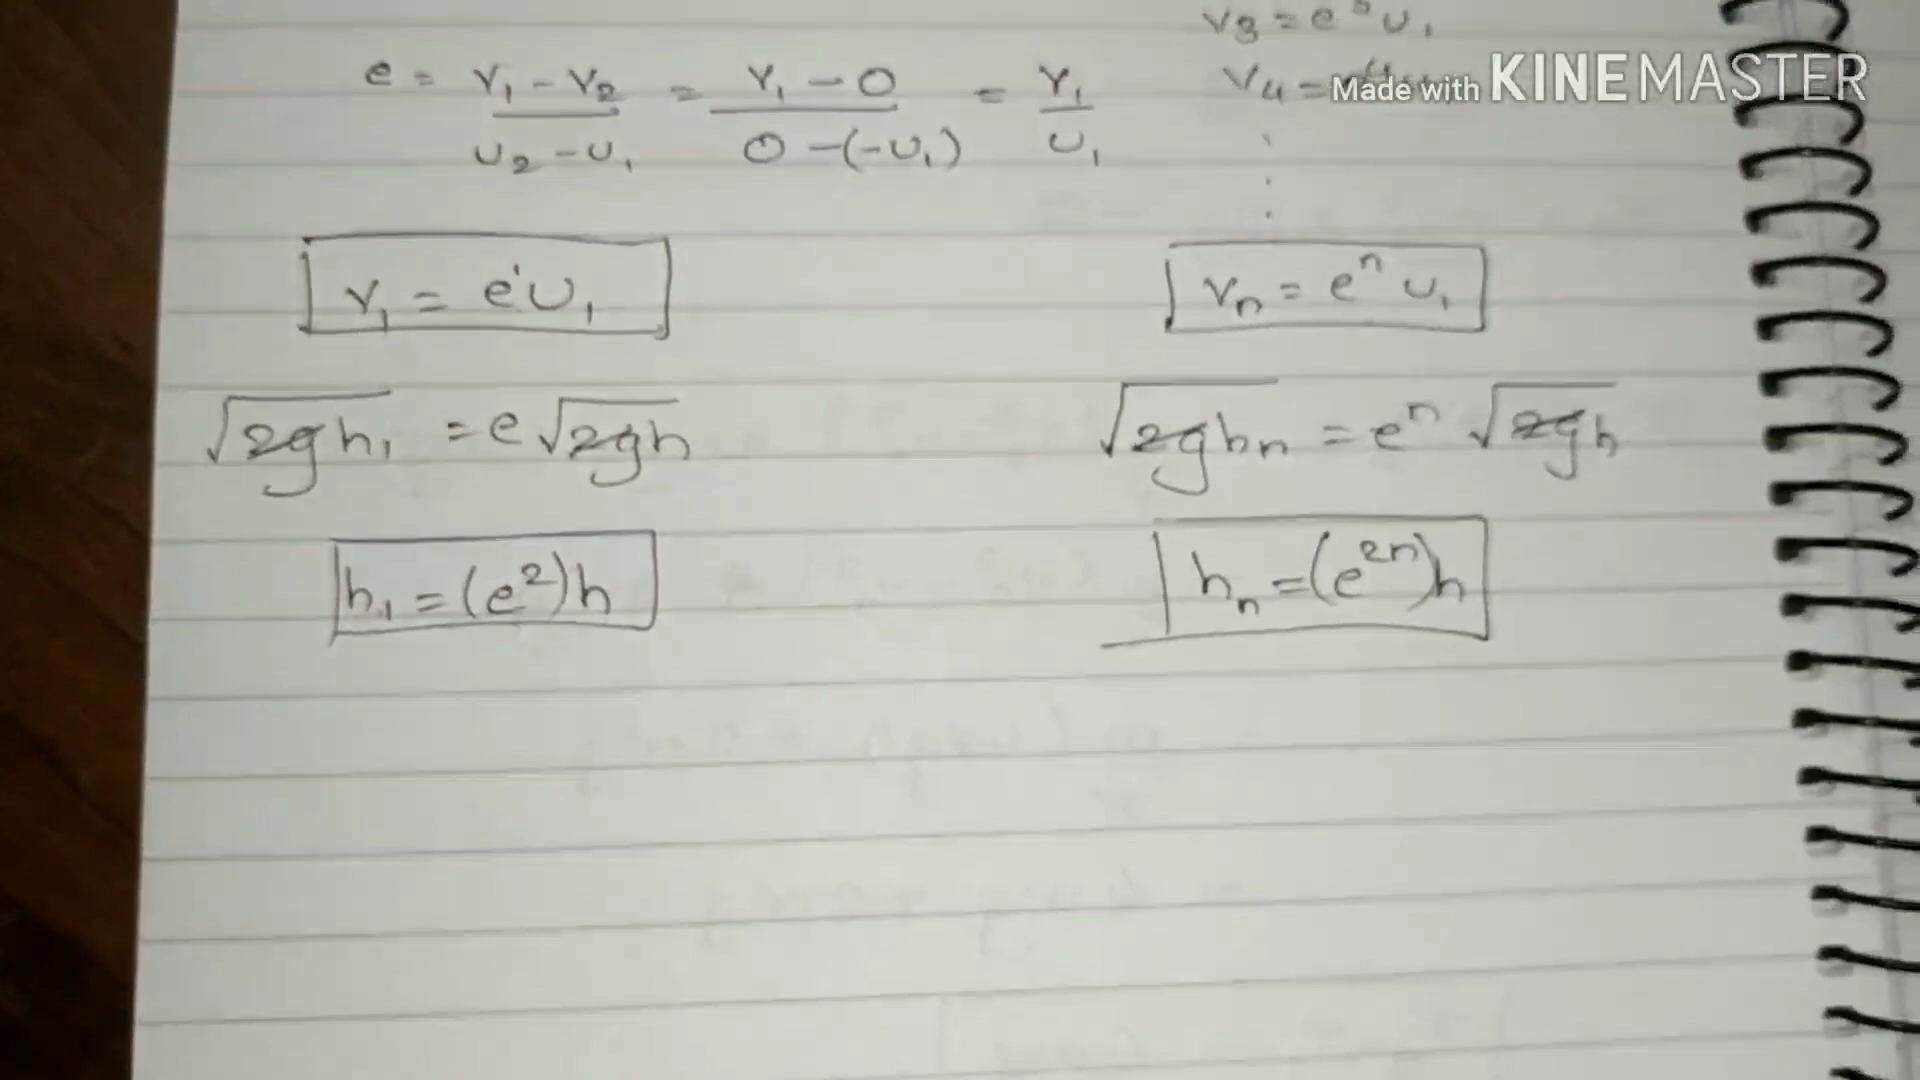 v₃ = e³ u₁
e = v₁ - v₂ / u₂ - u₁ = v₁ - 0 / 0 - (-u₁) = v₁ / u₁
v₄ =
Made with KINEMASTER
v₁ = e¹u₁
vₙ = eⁿ u₁
√2gh₁ = e√2gh
√2ghₙ = eⁿ √2gh
h₁ = (e²)h
hₙ = (e²ⁿ)h